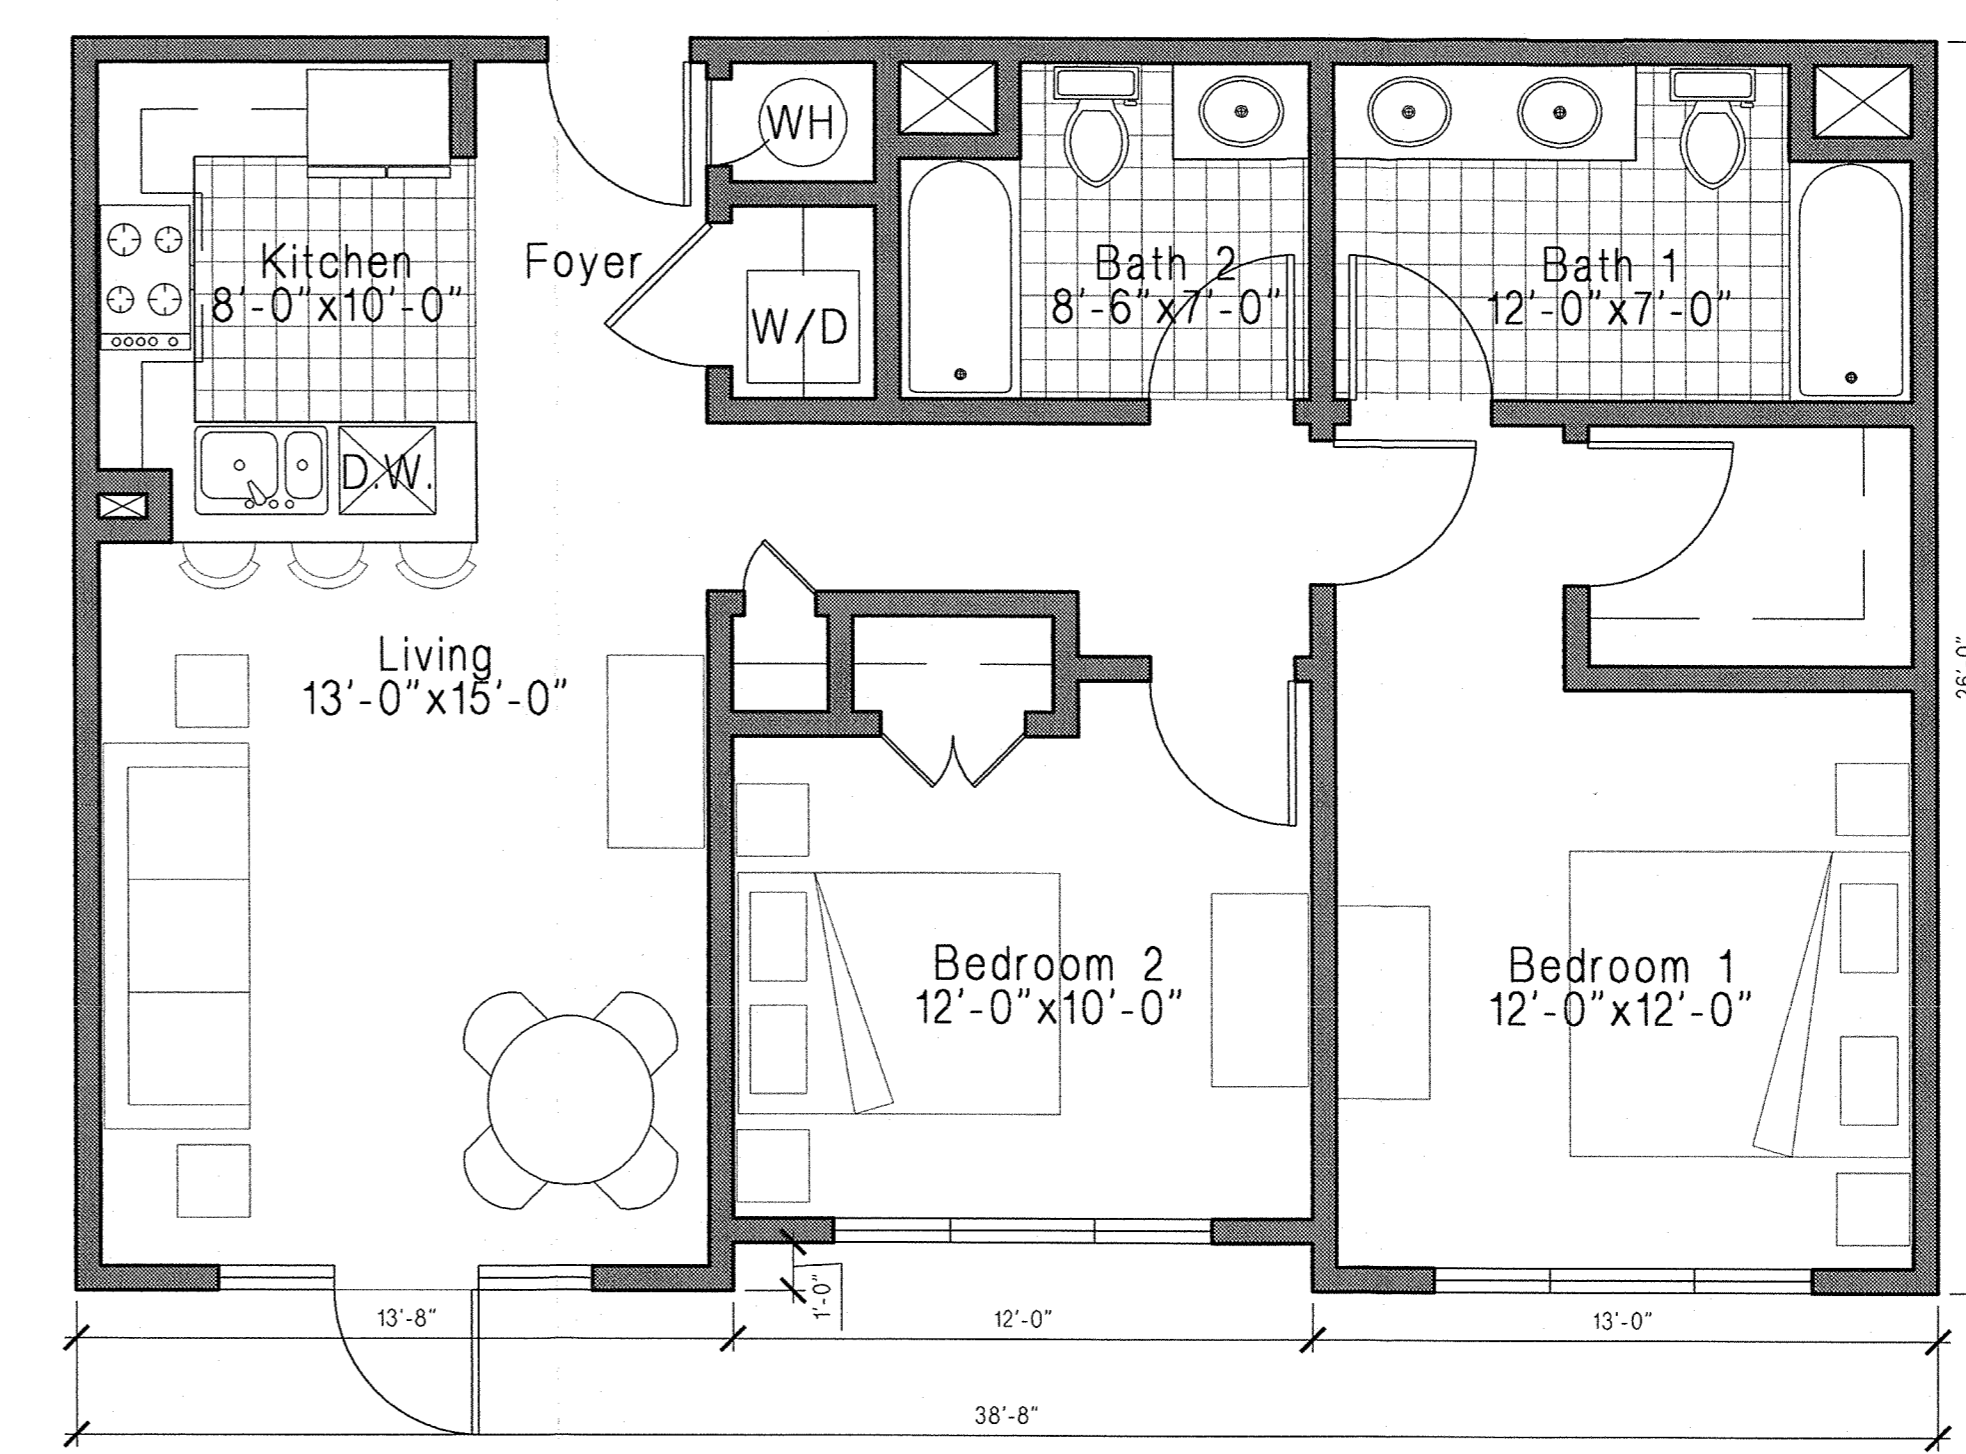 WH
Kitchen
8'-0"x10'-0"
Foyer
W/D
Bath 2
8'-6"x7'-0"
Bath 1
12'-0"x7'-0"
D.W.
Living
13'-0"x15'-0"
26'-0"
Bedroom 2
12'-0"x10'-0"
Bedroom 1
12'-0"x12'-0"
1'-0"
13'-8"
12'-0"
13'-0"
38'-8"